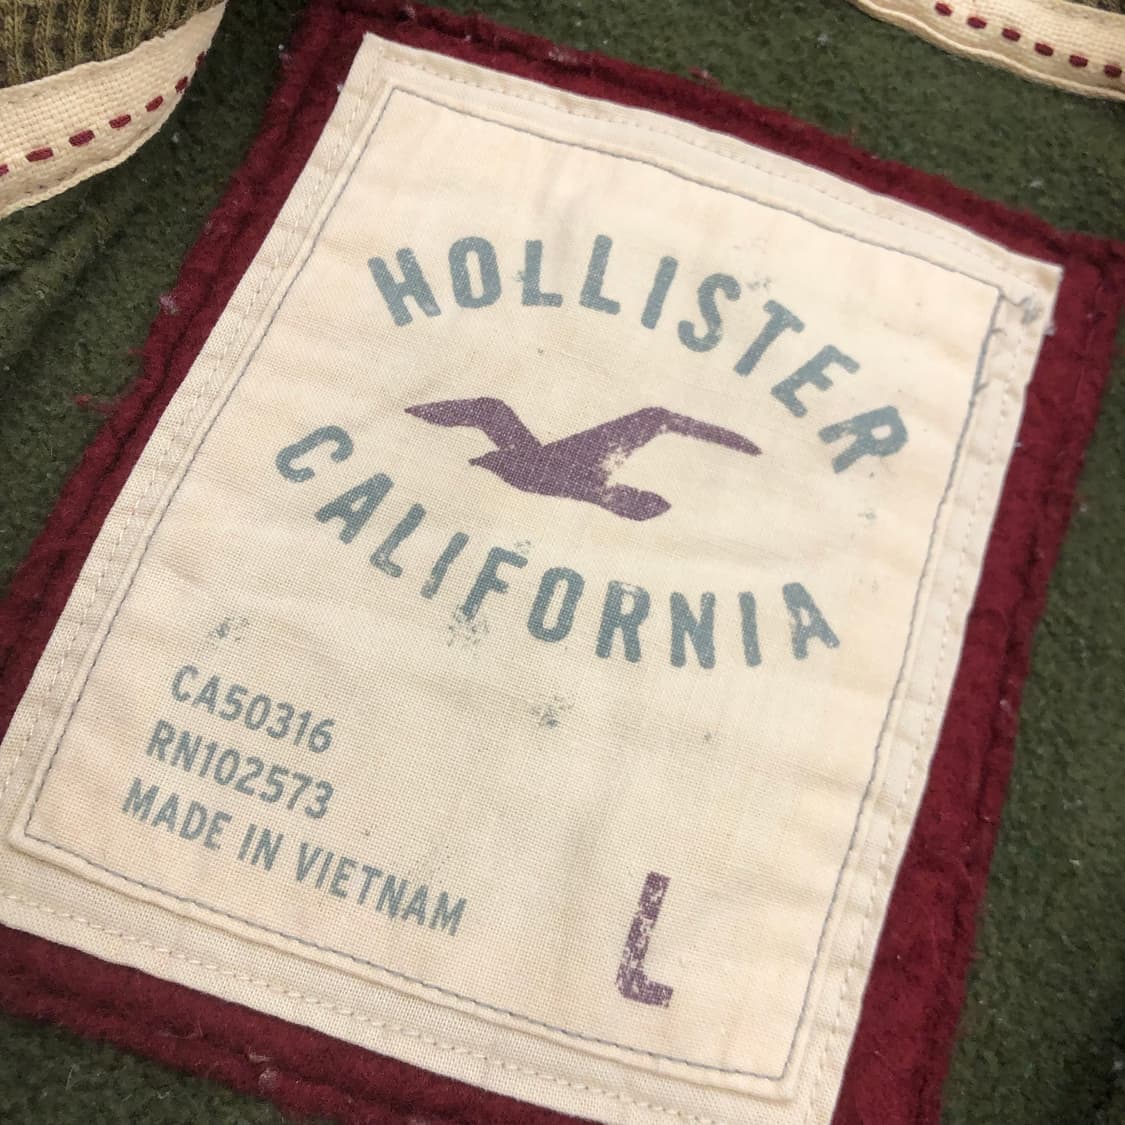 HOLLISTER
CALIFORNIA
CA50316
RN102573
MADE IN VIETNAM
L